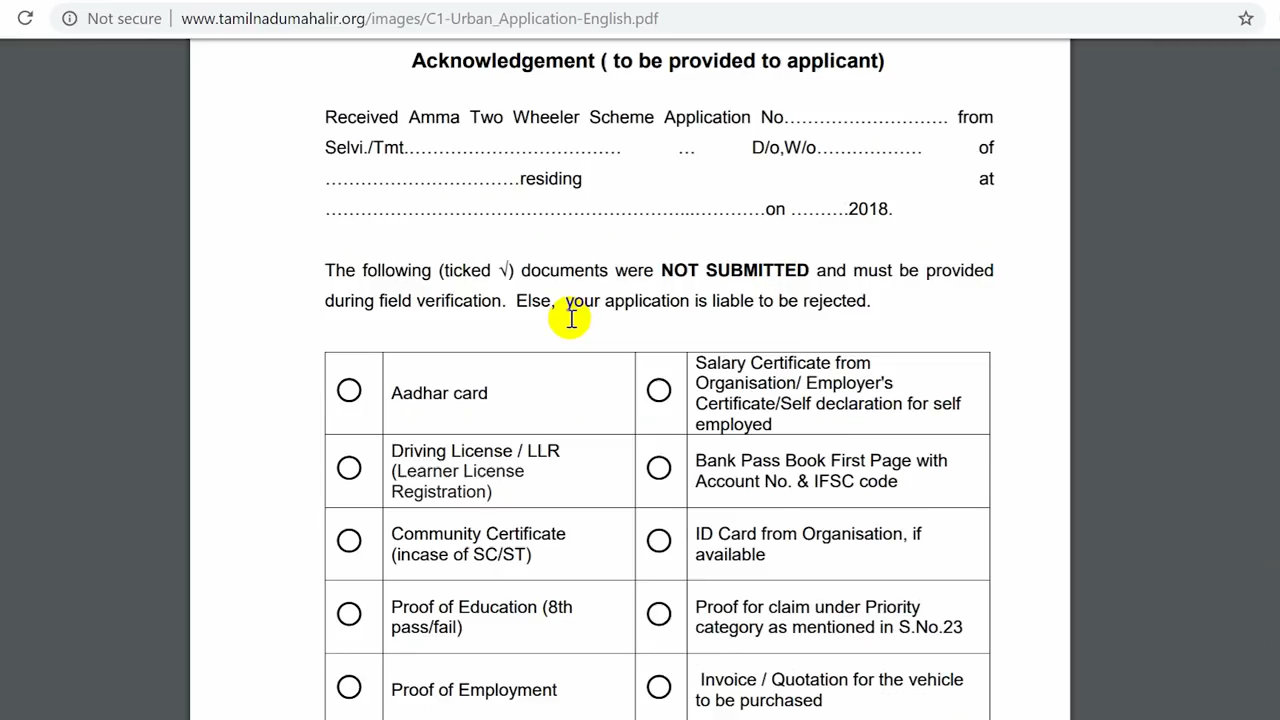 Not secure | www.tamilnadumahalir.org/images/C1-Urban_Application-English.pdf
Acknowledgement ( to be provided to applicant)
Received Amma Two Wheeler Scheme Application No………………………. from
Selvi./Tmt……………………………… … D/o,W/o……………… of
……………………………residing at
……………………………………………………...…………on ……….2018.
The following (ticked √) documents were NOT SUBMITTED and must be provided
during field verification. Else, your application is liable to be rejected.
Aadhar card
Salary Certificate from
Organisation/ Employer's
Certificate/Self declaration for self
employed
Driving License / LLR
(Learner License
Registration)
Bank Pass Book First Page with
Account No. & IFSC code
Community Certificate
(incase of SC/ST)
ID Card from Organisation, if
available
Proof of Education (8th
pass/fail)
Proof for claim under Priority
category as mentioned in S.No.23
Proof of Employment
Invoice / Quotation for the vehicle
to be purchased